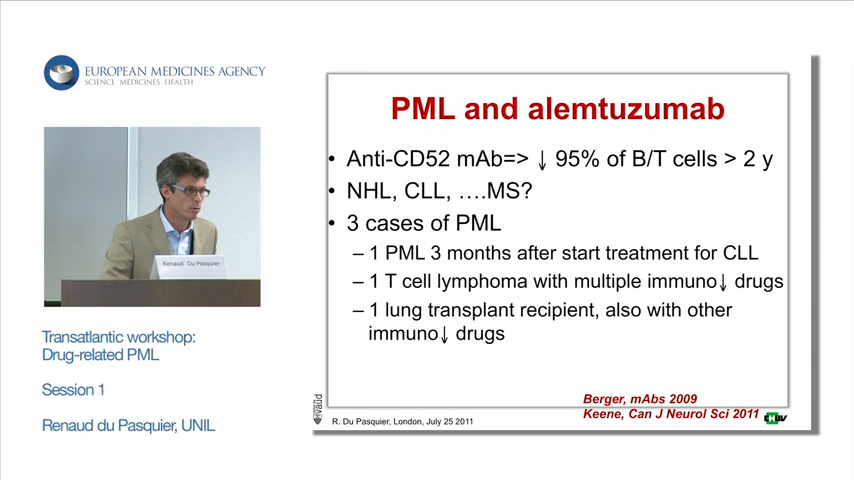 EUROPEAN MEDICINES AGENCY
SCIENCE MEDICINES HEALTH
Renaud Du Pasquier
Transatlantic workshop:
Drug-related PML
Session 1
Renaud du Pasquier, UNIL
PML and alemtuzumab
• Anti-CD52 mAb=> ↓ 95% of B/T cells > 2 y
• NHL, CLL, ....MS?
• 3 cases of PML
– 1 PML 3 months after start treatment for CLL
– 1 T cell lymphoma with multiple immuno↓ drugs
– 1 lung transplant recipient, also with other
immuno↓ drugs
Berger, mAbs 2009
Keene, Can J Neurol Sci 2011
R. Du Pasquier, London, July 25 2011
vaud